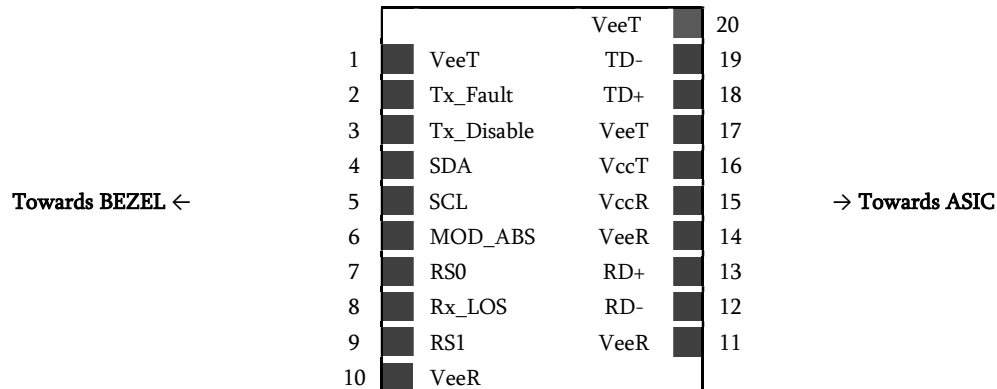 VeeT 20
1 VeeT TD- 19
2 Tx_Fault TD+ 18
3 Tx_Disable VeeT 17
4 SDA VccT 16
Towards BEZEL ← 5 SCL VccR 15 → Towards ASIC
6 MOD_ABS VeeR 14
7 RS0 RD+ 13
8 Rx_LOS RD- 12
9 RS1 VeeR 11
10 VeeR